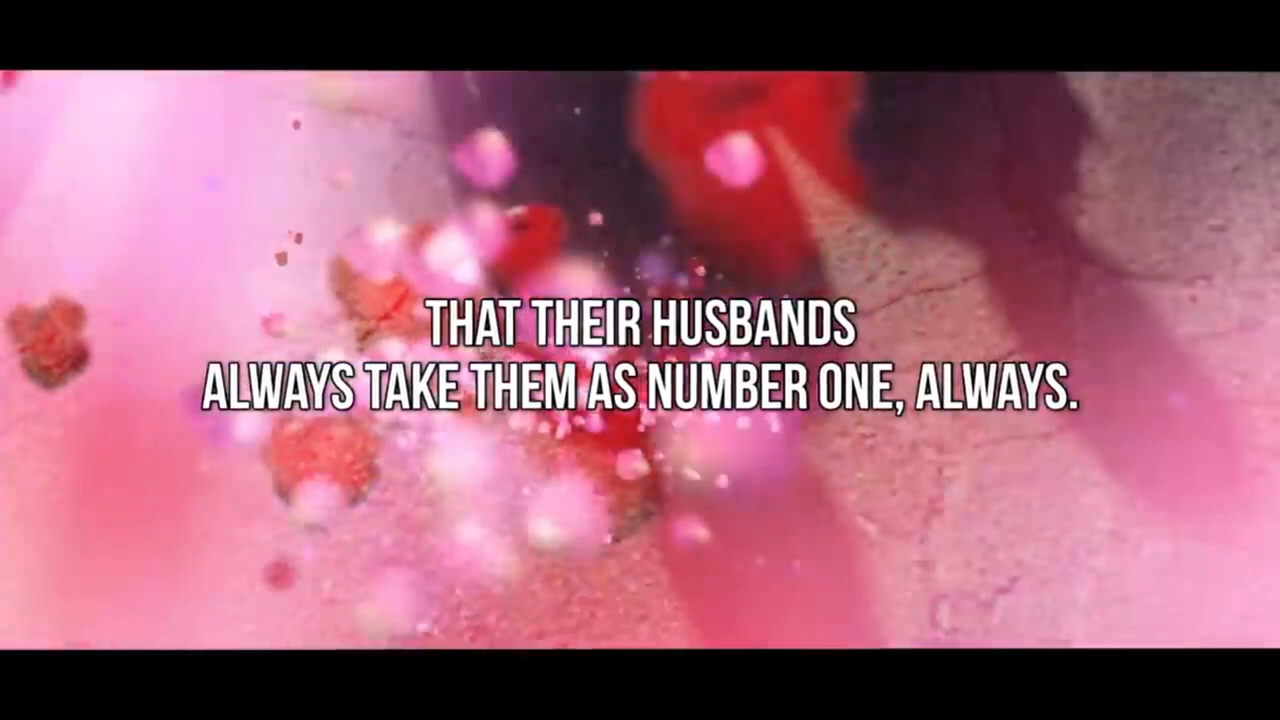 THAT THEIR HUSBANDS
ALWAYS TAKE THEM AS NUMBER ONE, ALWAYS.